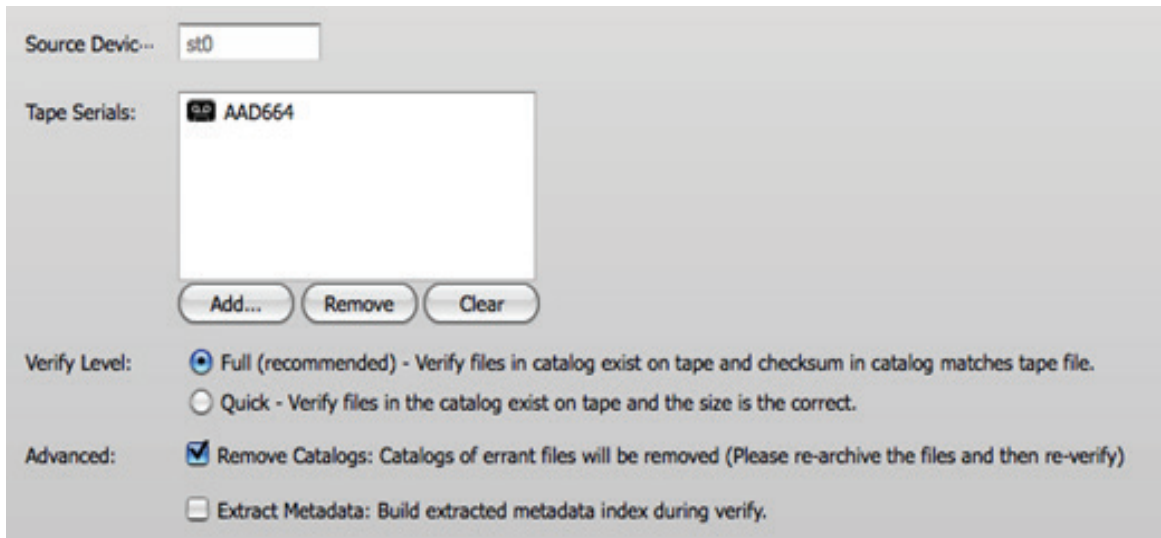 Source Devic...
st0
Tape Serials:
AAD664
Add...
Remove
Clear
Verify Level:
Full (recommended) - Verify files in catalog exist on tape and checksum in catalog matches tape file.
Quick - Verify files in the catalog exist on tape and the size is the correct.
Advanced:
Remove Catalogs: Catalogs of errant files will be removed (Please re-archive the files and then re-verify)
Extract Metadata: Build extracted metadata index during verify.